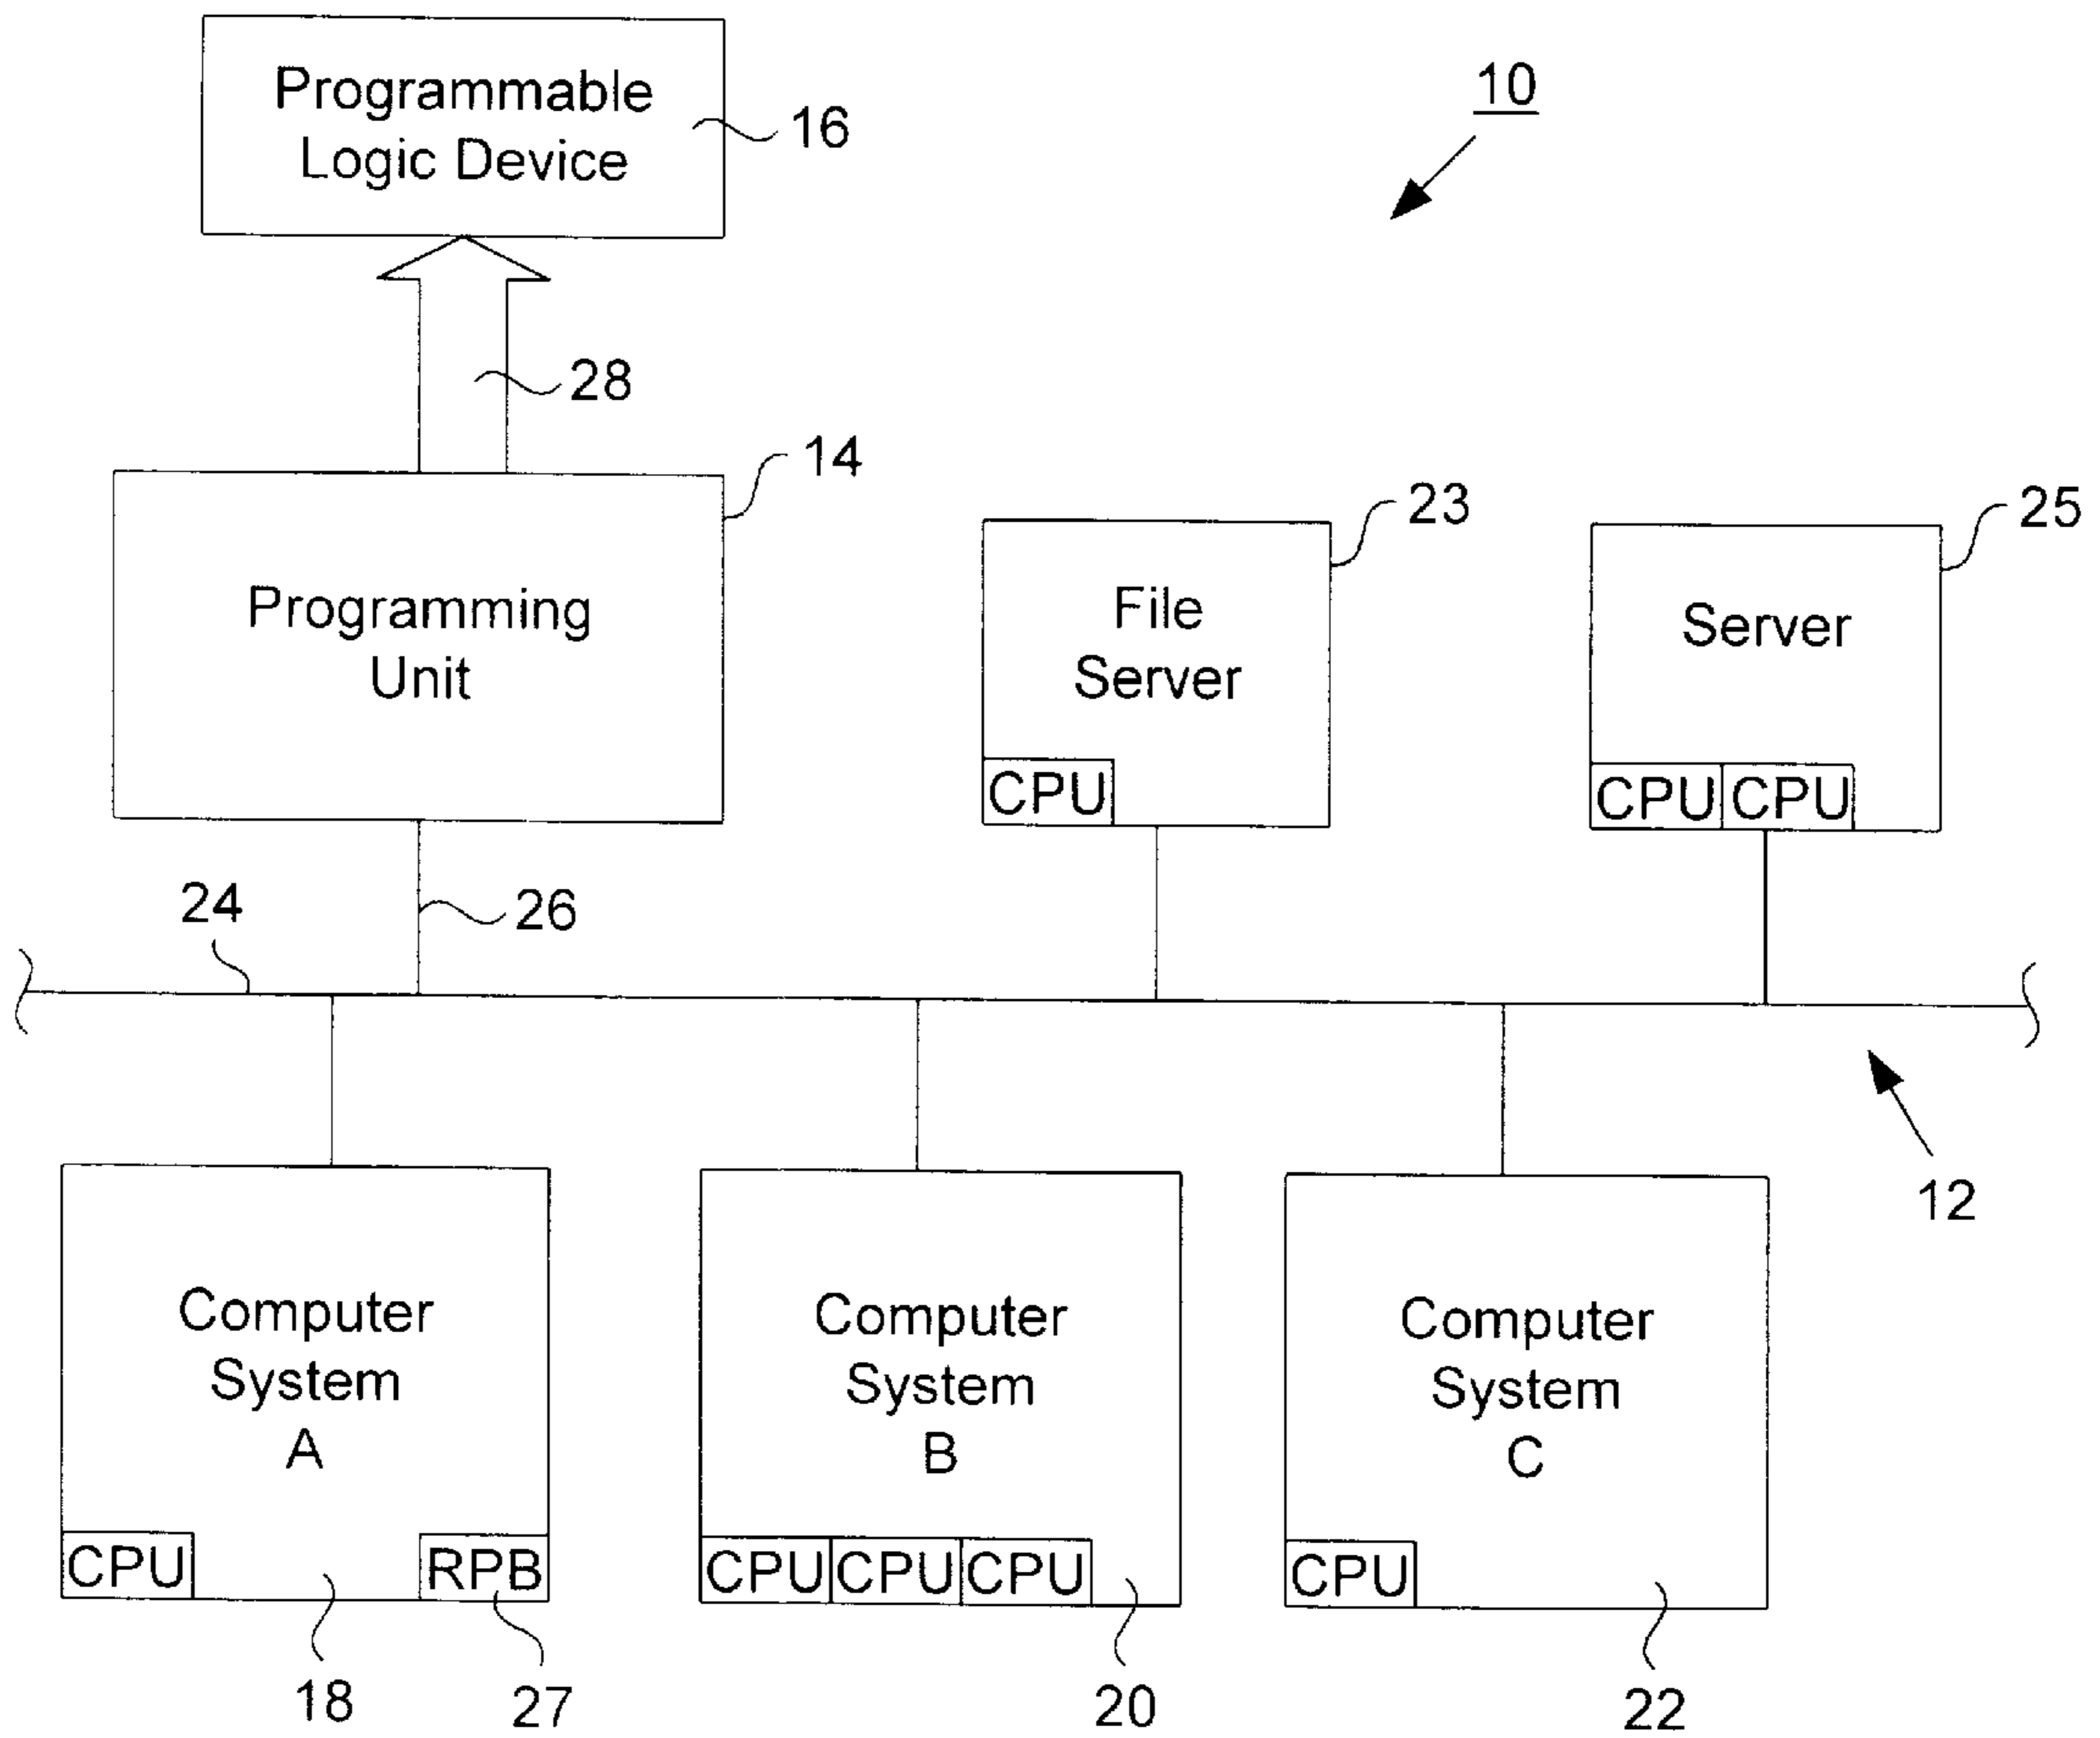 Programmable
Logic Device
16
10
28
14
Programming
Unit
23
File
Server
CPU
25
Server
CPU CPU
24
26
12
Computer
System
A
CPU
RPB
18
27
Computer
System
B
CPU CPU CPU
20
Computer
System
C
CPU
22